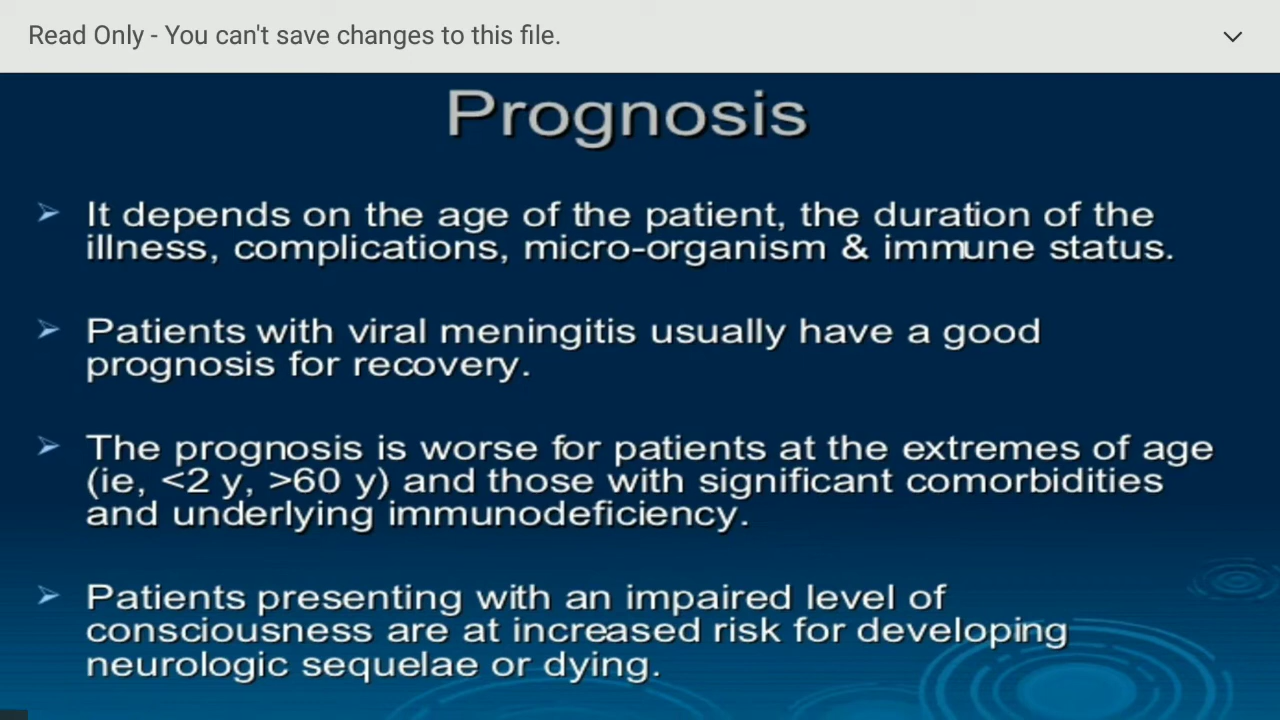 Read Only - You can't save changes to this file.
Prognosis
It depends on the age of the patient, the duration of the
illness, complications, micro-organism & immune status.
Patients with viral meningitis usually have a good
prognosis for recovery.
The prognosis is worse for patients at the extremes of age
(ie, <2 y, >60 y) and those with significant comorbidities
and underlying immunodeficiency.
Patients presenting with an impaired level of
consciousness are at increased risk for developing
neurologic sequelae or dying.